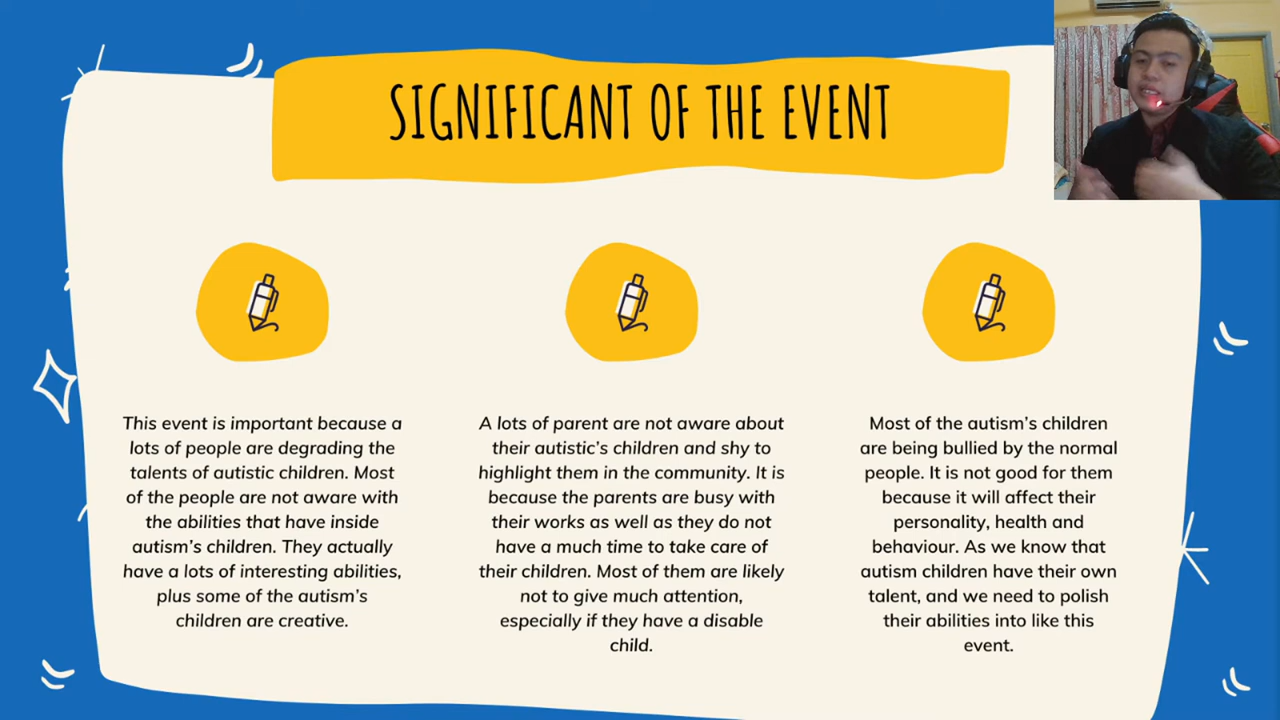 SIGNIFICANT OF THE EVENT
This event is important because a
lots of people are degrading the
talents of autistic children. Most
of the people are not aware with
the abilities that have inside
autism's children. They actually
have a lots of interesting abilities,
plus some of the autism's
children are creative.
A lots of parent are not aware about
their autistic's children and shy to
highlight them in the community. It is
because the parents are busy with
their works as well as they do not
have a much time to take care of
their children. Most of them are likely
not to give much attention,
especially if they have a disable
child.
Most of the autism's children
are being bullied by the normal
people. It is not good for them
because it will affect their
personality, health and
behaviour. As we know that
autism children have their own
talent, and we need to polish
their abilities into like this
event.